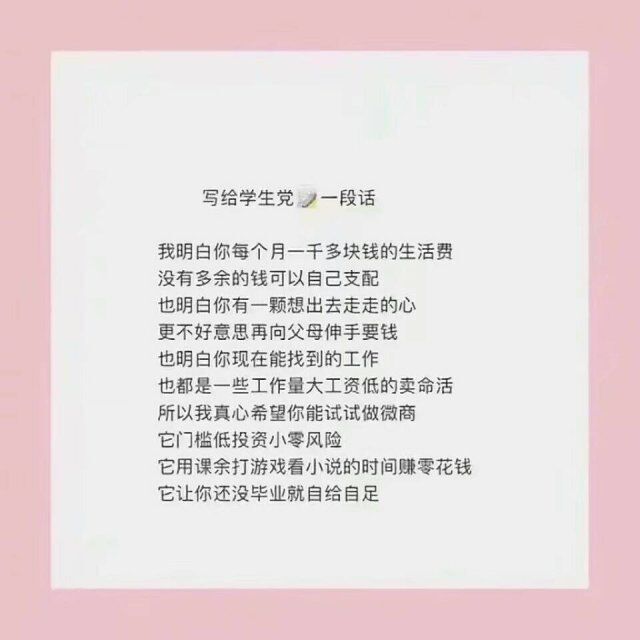 写给学生党📝一段话
我明白你每个月一千多块钱的生活费
没有多余的钱可以自己支配
也明白你有一颗想出去走走的心
更不好意思再向父母伸手要钱
也明白你现在能找到的工作
也都是一些工作量大工资低的卖命活
所以我真心希望你能试试做微商
它门槛低投资小零风险
它用课余打游戏看小说的时间赚零花钱
它让你还没毕业就自给自足